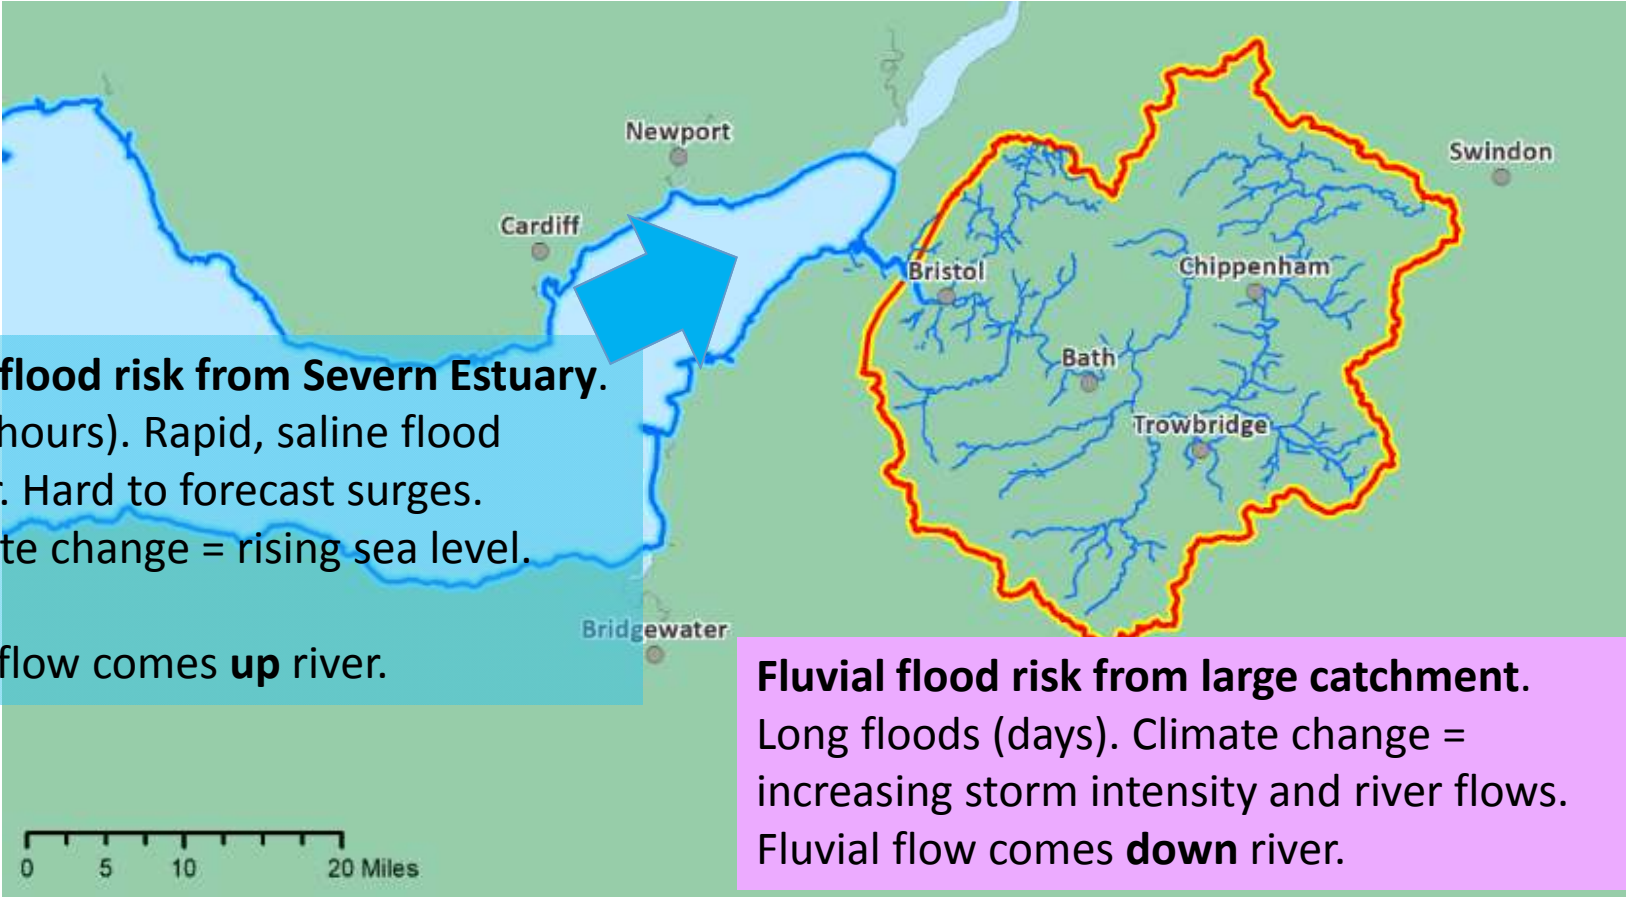 Newport
Swindon
Cardiff
Bristol
Chippenham
Bath
Trowbridge
flood risk from Severn Estuary.
hours). Rapid, saline flood
. Hard to forecast surges.
te change = rising sea level.
flow comes up river.
Bridgewater
Fluvial flood risk from large catchment.
Long floods (days). Climate change =
increasing storm intensity and river flows.
Fluvial flow comes down river.
0 5 10 20 Miles